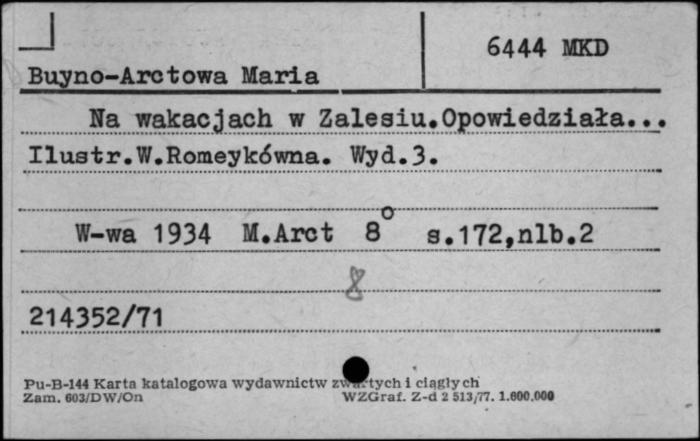 6444 MKD
Buyno-Arctowa Maria
Na wakacjach w Zalesiu.Opowiedziała...
Ilustr.W.Romeykówna. Wyd.3.
W-wa 1934 M.Arct 8° s.172,nlb.2
8
214352/71
Pu-B-144 Karta katalogowa wydawnictw zwartych i ciągłych
Zam. 603/DW/On WZGraf. Z-d 2 513/77. 1.600.000